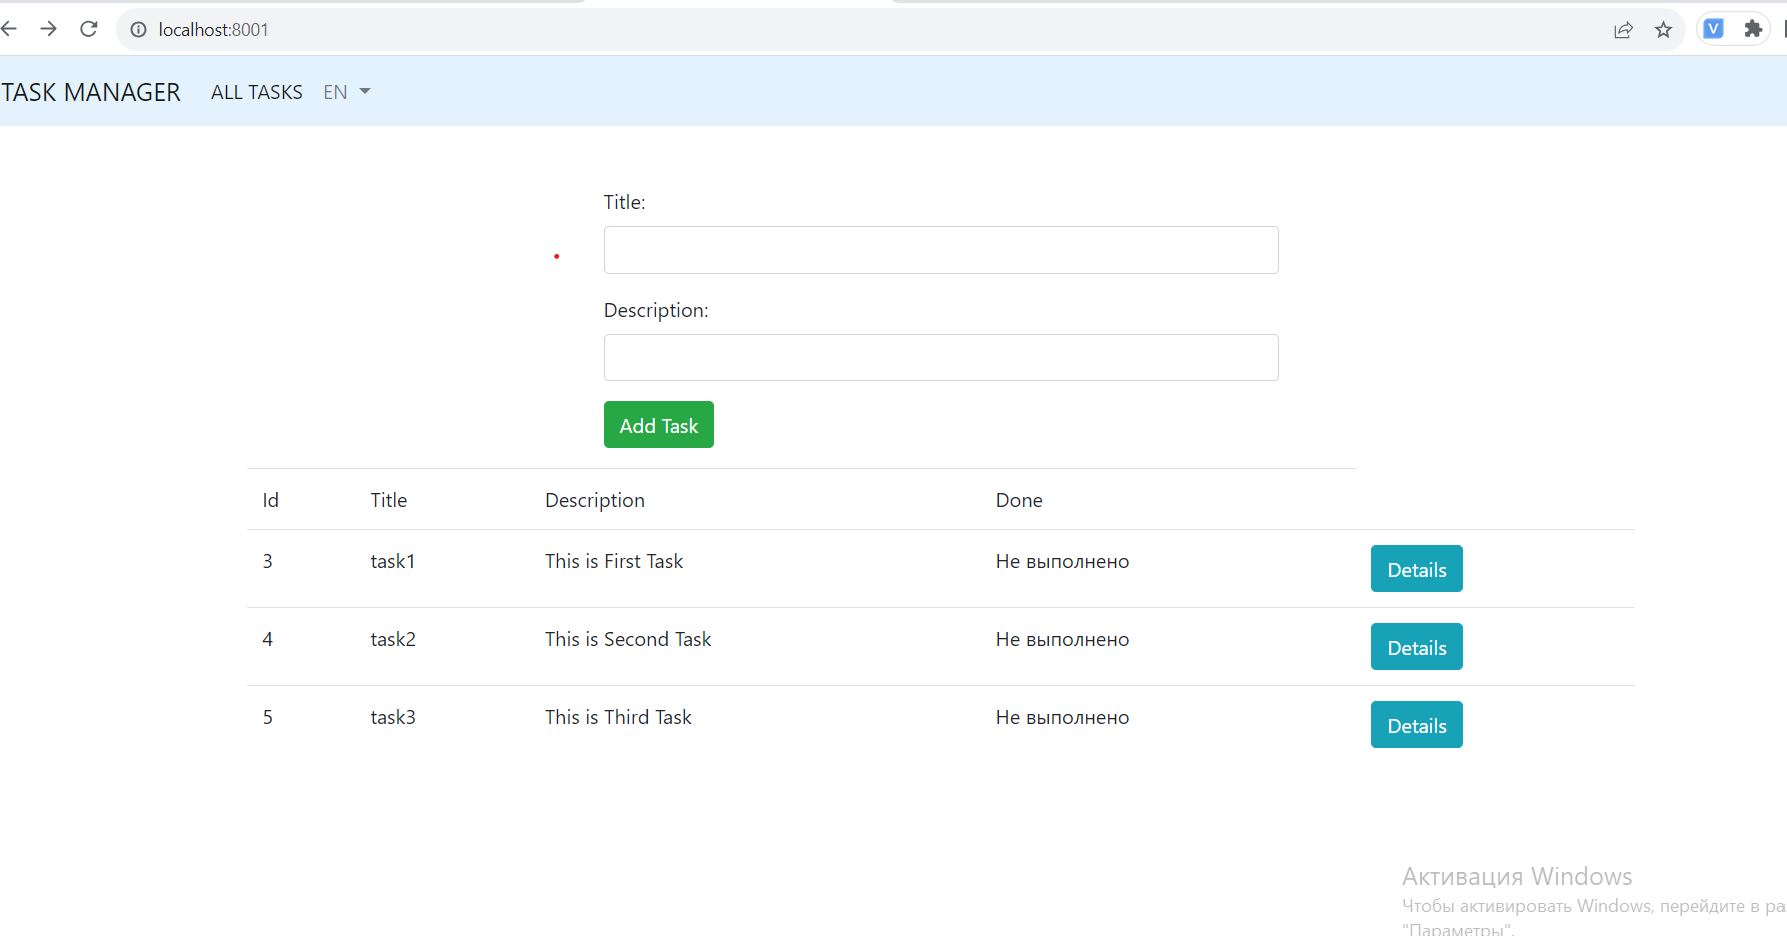 localhost:8001
V
TASK MANAGER ALL TASKS EN
Title:
Description:
Add Task
Id Title Description Done
3 task1 This is First Task Не выполнено Details
4 task2 This is Second Task Не выполнено Details
5 task3 This is Third Task Не выполнено Details
Активация Windows
Чтобы активировать Windows, перейдите в ра
"Параметры".